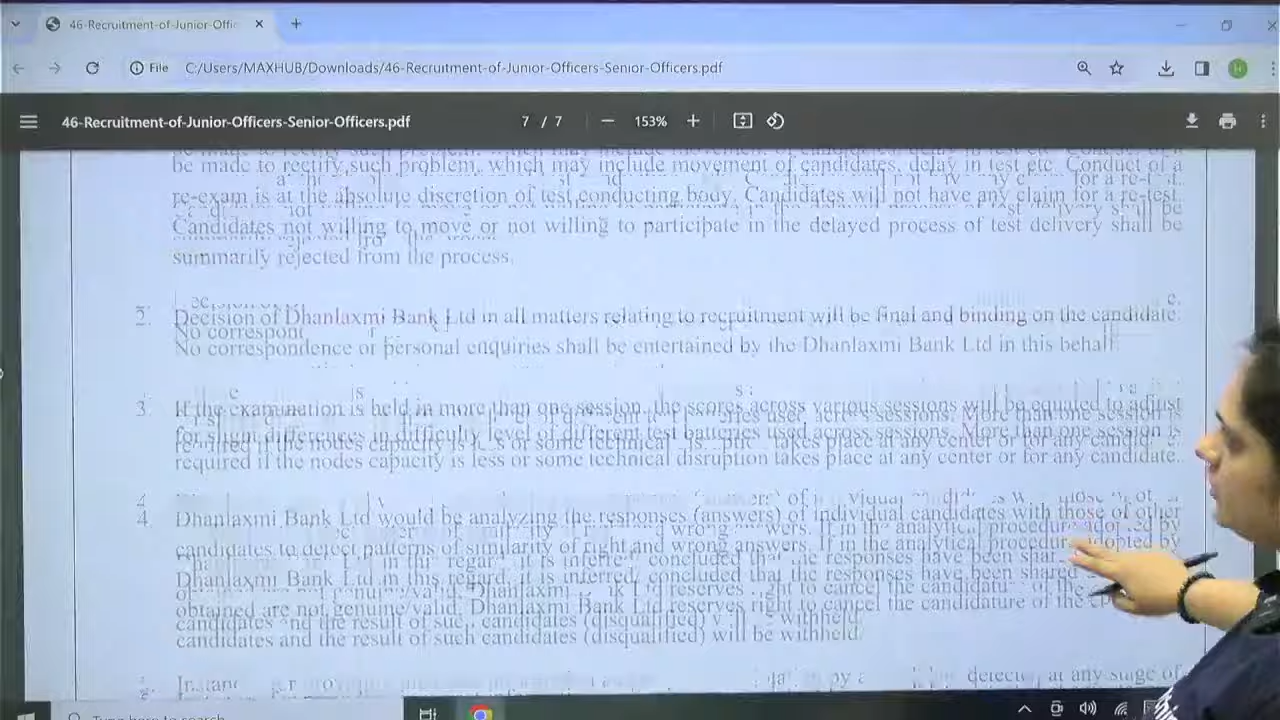 46-Recruitment-of-Junior-Offic
File C:/Users/MAXHUB/Downloads/46-Recruitment-of-Junior-Officers-Senior-Officers.pdf
46-Recruitment-of-Junior-Officers-Senior-Officers.pdf 7 / 7 153%
be made to rectify such problem, which may include movement of candidates, delay in test etc. Conduct of a
re-exam is at the absolute discretion of test conducting body. Candidates will not have any claim for a re-test.
Candidates not willing to move or not willing to participate in the delayed process of test delivery shall be
summarily rejected from the process.
2. Decision of Dhanlaxmi Bank Ltd in all matters relating to recruitment will be final and binding on the candidate.
No correspondence or personal enquiries shall be entertained by the Dhanlaxmi Bank Ltd in this behalf.
3. If the examination is held in more than one session, the scores across various sessions will be equated to adjust
for slight differences in difficulty level of different test batteries used across sessions. More than one session is
required if the nodes capacity is less or some technical disruption takes place at any center or for any candidate.
4. Dhanlaxmi Bank Ltd would be analyzing the responses (answers) of individual candidates with those of other
candidates to detect patterns of similarity of right and wrong answers. If in the analytical procedure adopted by
Dhanlaxmi Bank Ltd in this regard, it is inferred/ concluded that the responses have been shared
obtained are not genuine/valid, Dhanlaxmi Bank Ltd reserves right to cancel the candidature of the
candidates and the result of such candidates (disqualified) will be withheld.
detected at any stage of
Type here to search